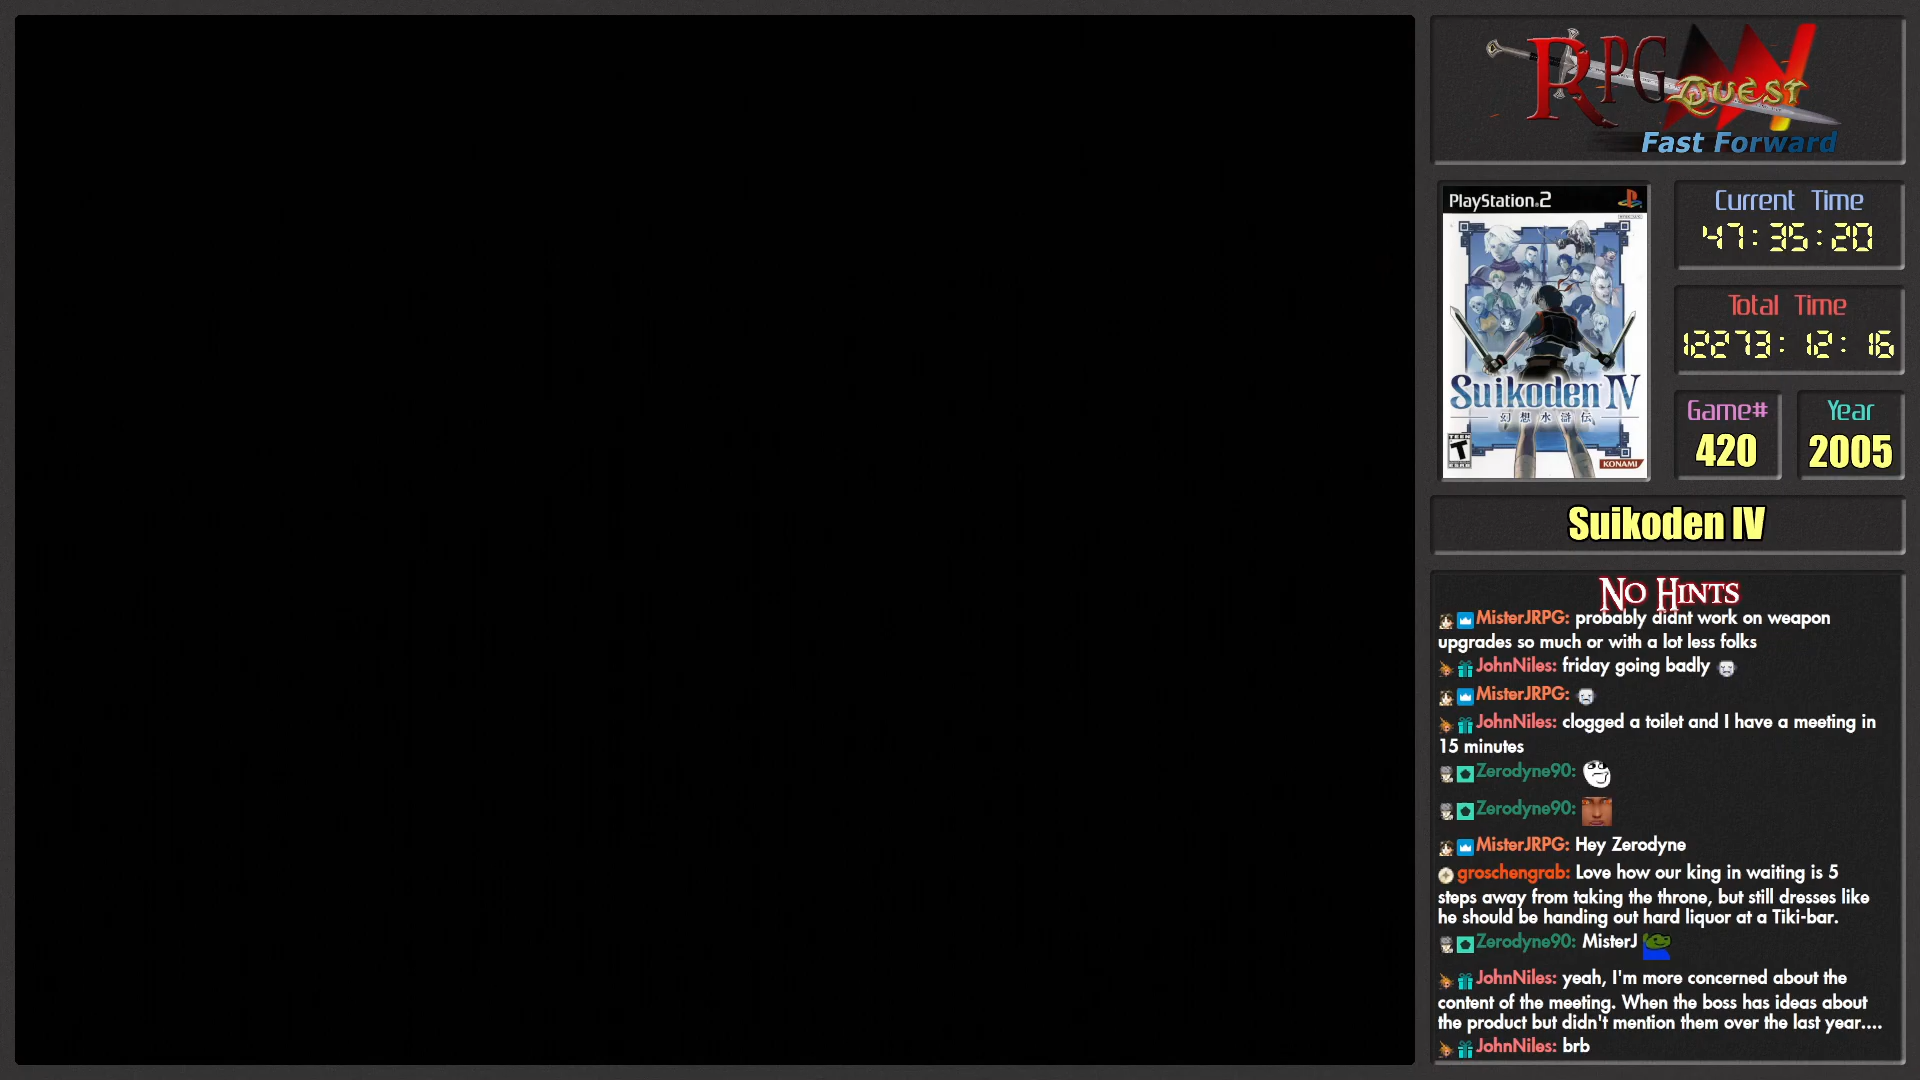 RPG Quest
Fast Forward
PlayStation.2
Suikoden IV
幻想水滸伝
TEEN
T
KONAMI
Current Time
47:35:20
Total Time
12273:12:16
Game#
420
Year
2005
Suikoden IV
No Hints
MisterJRPG: probably didnt work on weapon
upgrades so much or with a lot less folks
JohnNiles: friday going badly
MisterJRPG:
JohnNiles: clogged a toilet and I have a meeting in
15 minutes
Zerodyne90:
Zerodyne90:
MisterJRPG: Hey Zerodyne
groschengrab: Love how our king in waiting is 5
steps away from taking the throne, but still dresses like
he should be handing out hard liquor at a Tiki-bar.
Zerodyne90: MisterJ
JohnNiles: yeah, I'm more concerned about the
content of the meeting. When the boss has ideas about
the product but didn't mention them over the last year....
JohnNiles: brb